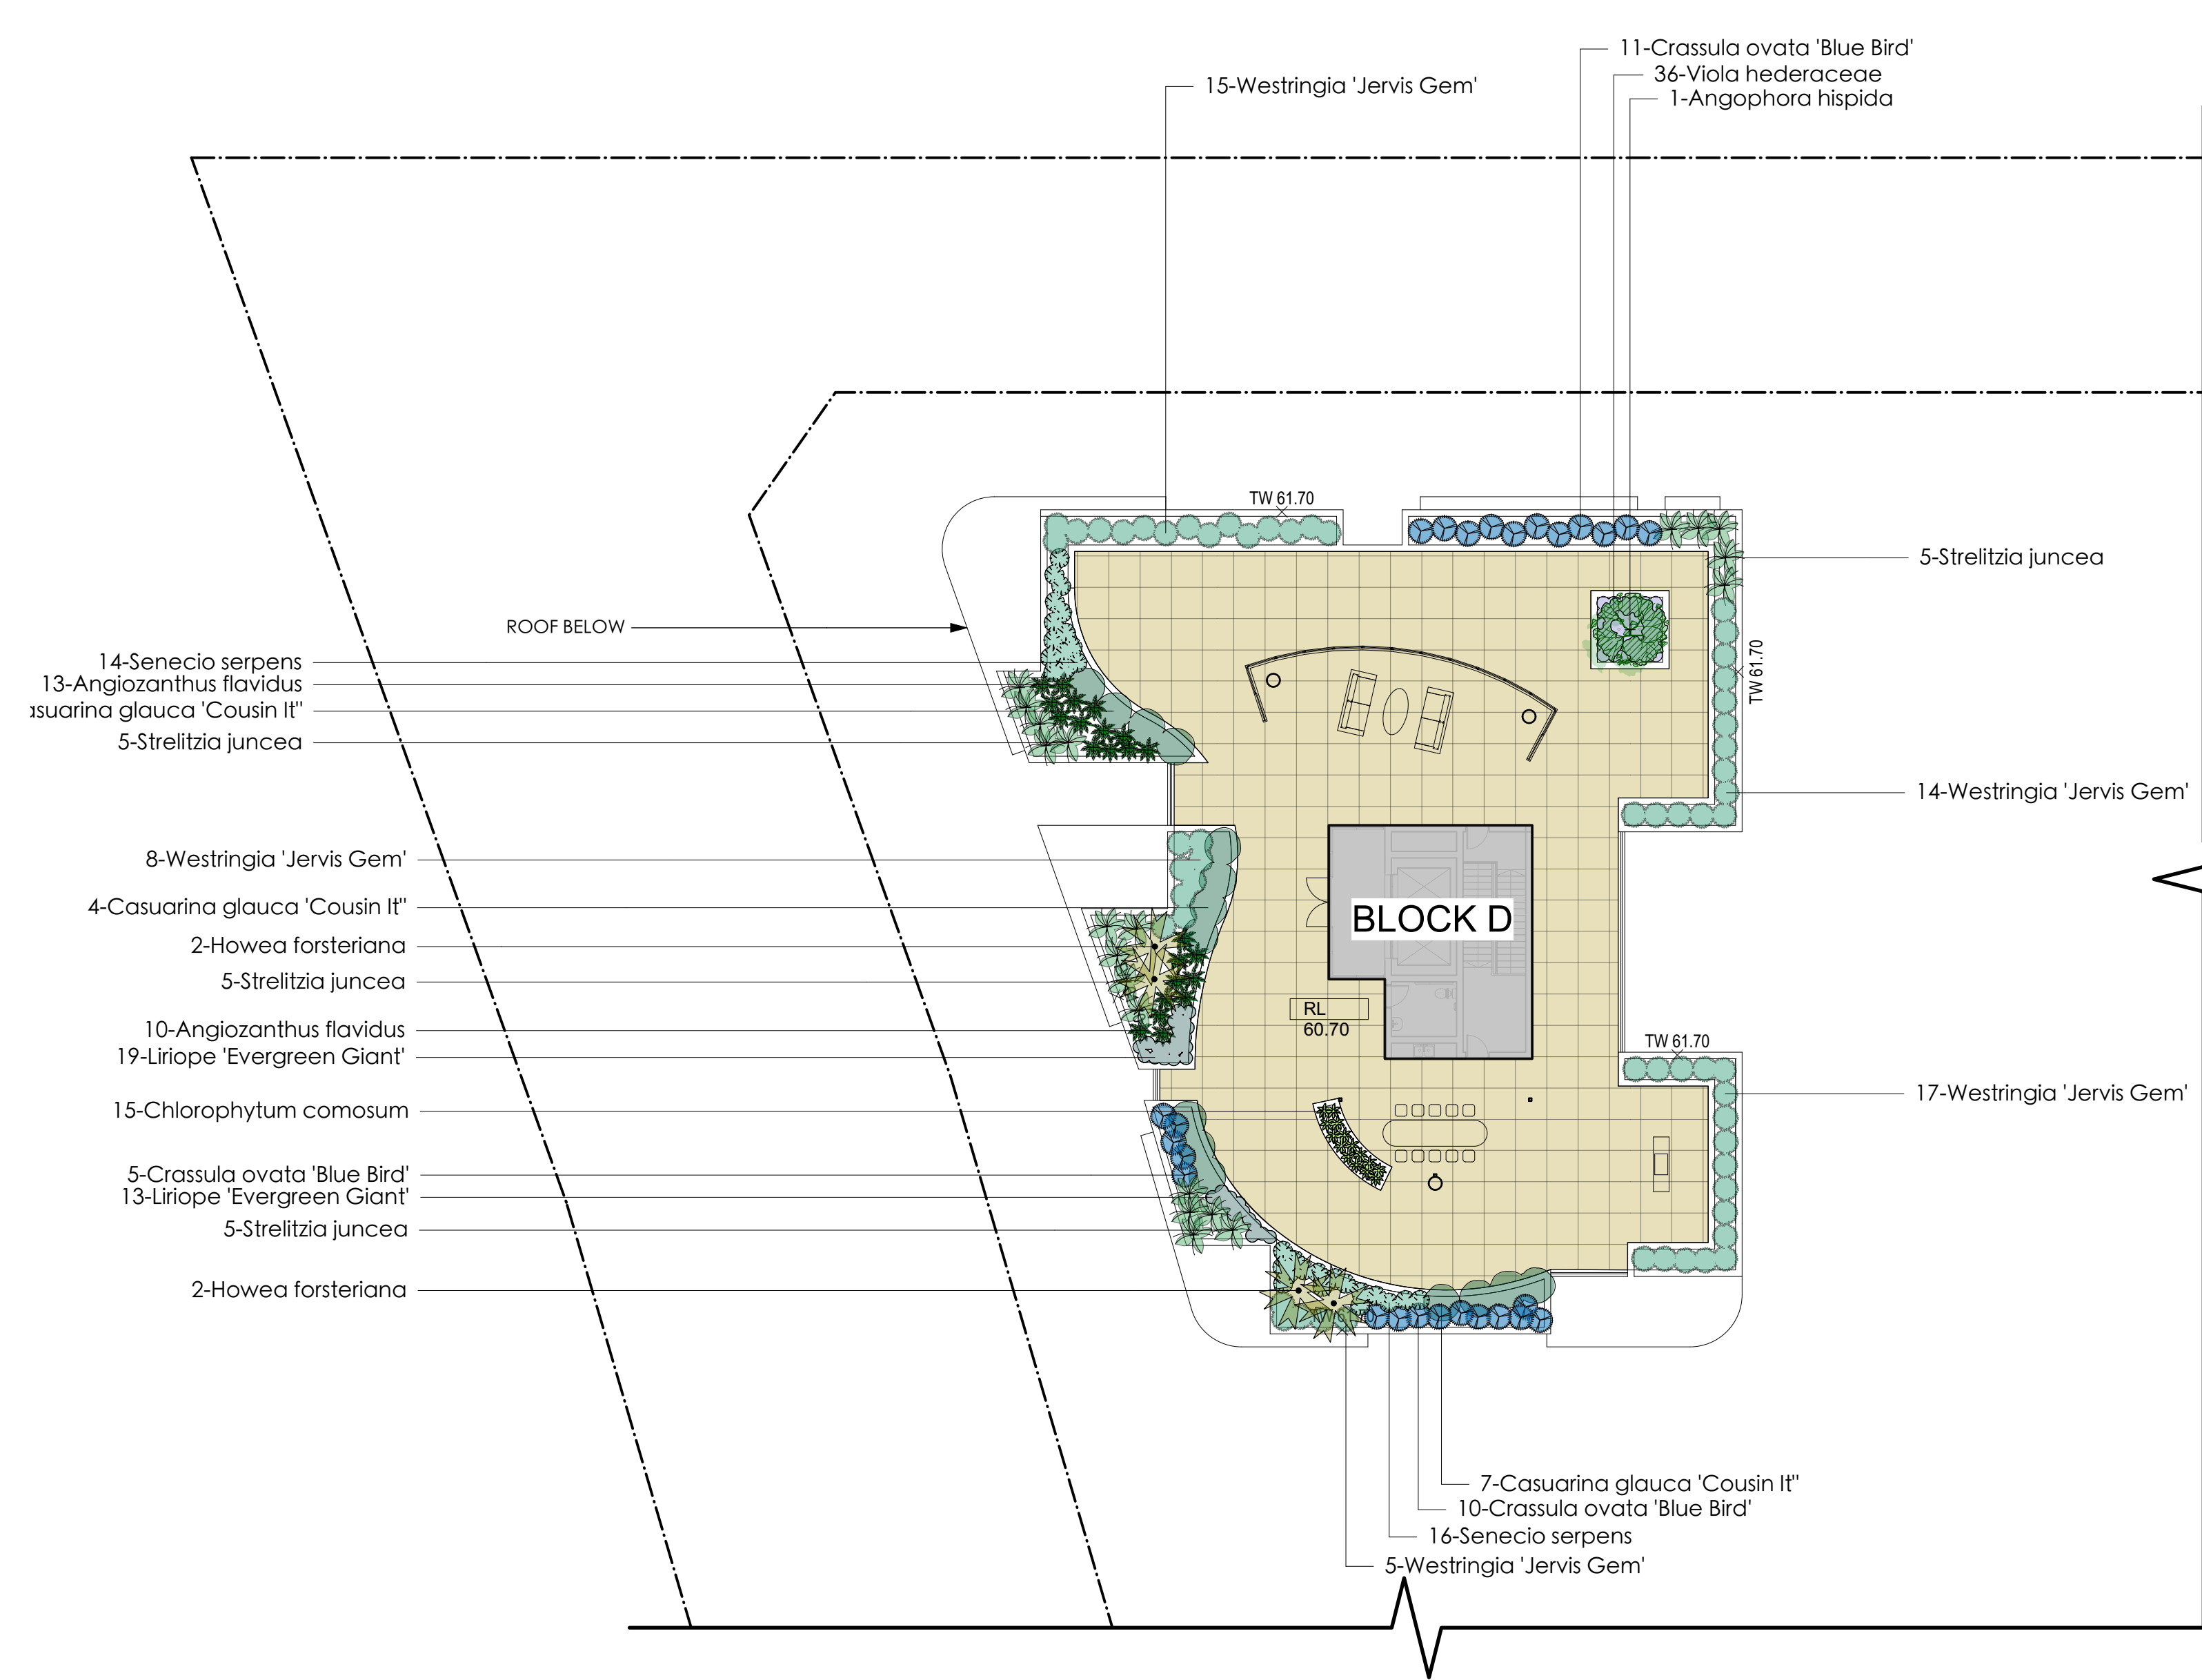 11-Crassula ovata 'Blue Bird'
36-Viola hederaceae
1-Angophora hispida
15-Westringia 'Jervis Gem'
TW 61.70
5-Strelitzia juncea
ROOF BELOW
14-Senecio serpens
13-Angiozanthus flavidus
glauca 'Cousin It''
5-Strelitzia juncea
TW 61.70
14-Westringia 'Jervis Gem'
8-Westringia 'Jervis Gem'
4-Casuarina glauca 'Cousin It''
2-Howea forsteriana
5-Strelitzia juncea
10-Angiozanthus flavidus
19-Liriope 'Evergreen Giant'
BLOCK D
RL
60.70
TW 61.70
17-Westringia 'Jervis Gem'
15-Chlorophytum comosum
5-Crassula ovata 'Blue Bird'
13-Liriope 'Evergreen Giant'
5-Strelitzia juncea
2-Howea forsteriana
7-Casuarina glauca 'Cousin It''
10-Crassula ovata 'Blue Bird'
16-Senecio serpens
5-Westringia 'Jervis Gem'